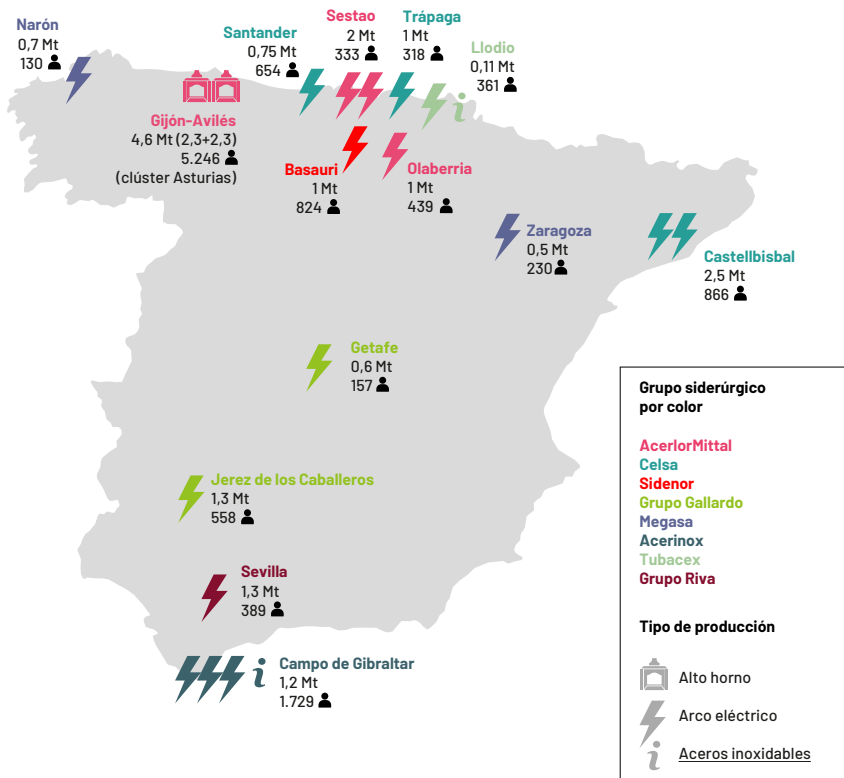 Narón
0,7 Mt
130
Santander
0,75 Mt
654
Sestao
2 Mt
333
Trápaga
1 Mt
318
Llodio
0,11 Mt
361
Gijón-Avilés
4,6 Mt (2,3+2,3)
5.246
(clúster Asturias)
Basauri
1 Mt
824
Olaberria
1 Mt
439
Zaragoza
0,5 Mt
230
Castellbisbal
2,5 Mt
866
Getafe
0,6 Mt
157
Jerez de los Caballeros
1,3 Mt
558
Sevilla
1,3 Mt
389
Campo de Gibraltar
1,2 Mt
1.729
Grupo siderúrgico
por color
AcerlorMittal
Celsa
Sidenor
Grupo Gallardo
Megasa
Acerinox
Tubacex
Grupo Riva
Tipo de producción
Alto horno
Arco eléctrico
i Aceros inoxidables